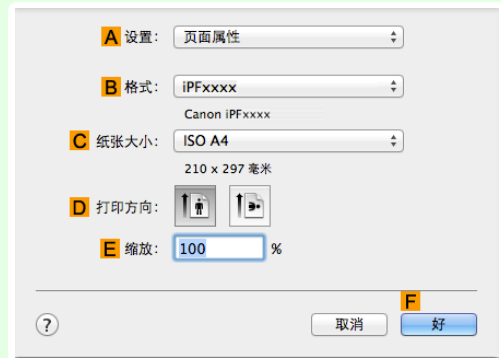 A 设置: 页面属性
B 格式: iPFxxxx
Canon iPFxxxx
C 纸张大小: ISO A4
210 x 297 毫米
D 打印方向:
E 缩放: 100 %
F
? 取消 好